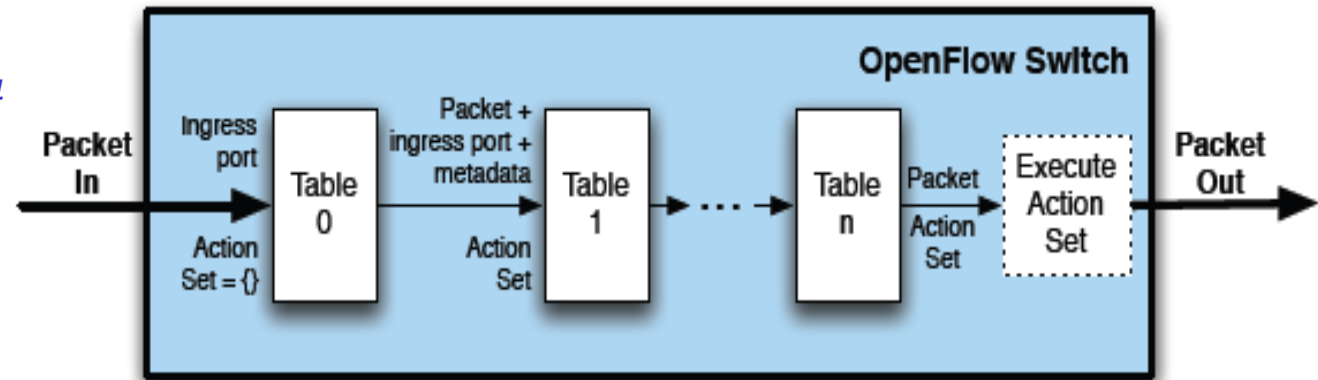 OpenFlow Switch
Packet
In
Ingress
port
Action
Set = {}
Table
0
Packet +
ingress port +
metadata
Action
Set
Table
1
...
Table
n
Packet
Action
Set
Execute
Action
Set
Packet
Out